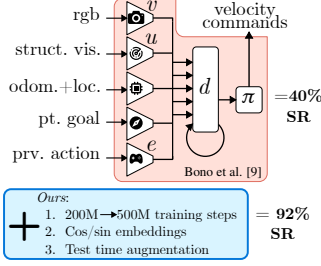 rgb
v
velocity
commands
struct. vis.
u
odom.+loc.
d
π
=40%
SR
pt. goal
prv. action
e
Bono et al. [9]
Ours:
1. 200M→500M training steps
2. Cos/sin embeddings
3. Test time augmentation
+
= 92%
SR